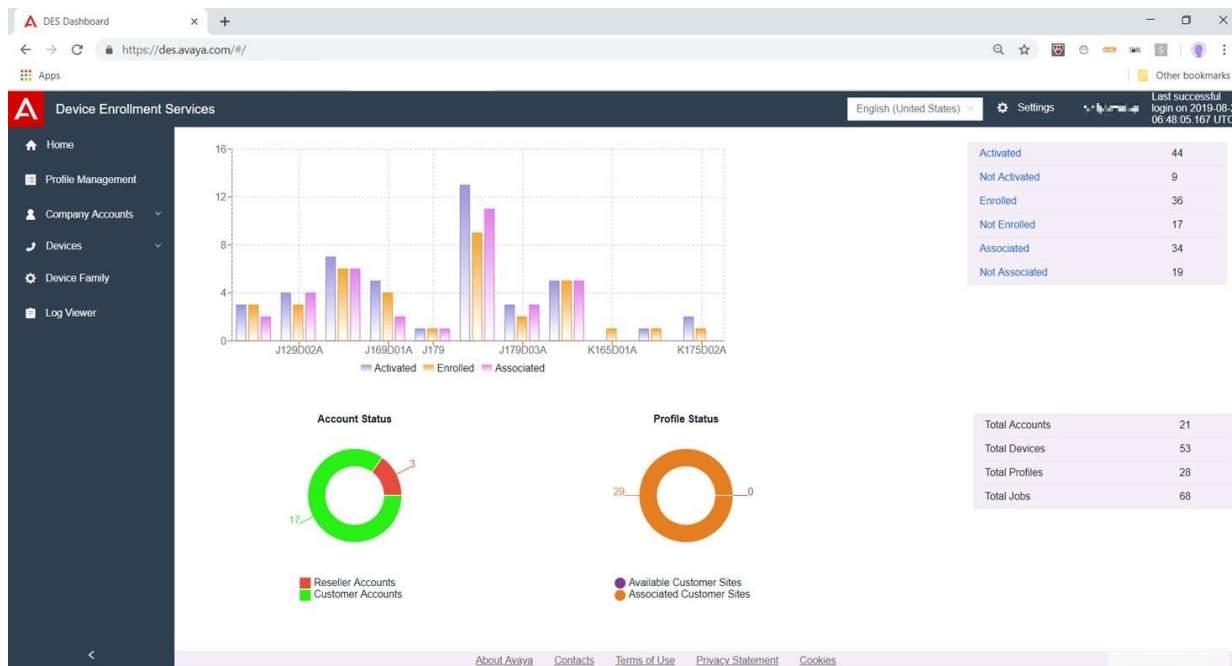 DES Dashboard
https://des.avaya.com/#/
Apps
Other bookmarks
Device Enrollment Services
English (United States)
Settings
Last successful
login on 2019-08-
06:48:05.167 UTC
Home
Profile Management
Company Accounts
Devices
Device Family
Log Viewer
16
12
8
4
0
J129D02A
J169D01A
J179
J179D03A
K165D01A
K175D02A
Activated
Enrolled
Associated
Activated 44
Not Activated 9
Enrolled 36
Not Enrolled 17
Associated 34
Not Associated 19
Account Status
3
17
Reseller Accounts
Customer Accounts
Profile Status
29
0
Available Customer Sites
Associated Customer Sites
Total Accounts 21
Total Devices 53
Total Profiles 28
Total Jobs 68
About Avaya Contacts Terms of Use Privacy Statement Cookies